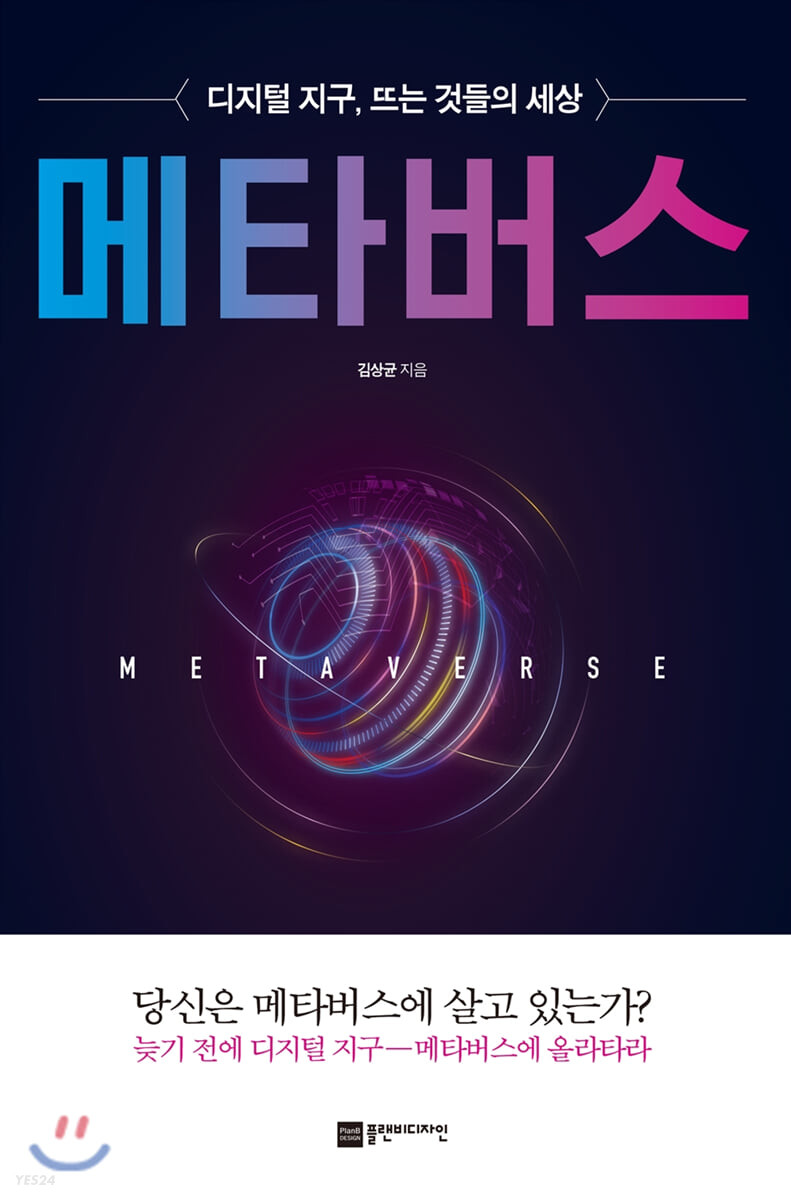 디지털 지구, 뜨는 것들의 세상
메타버스
김상균 지음
METAVERSE
당신은 메타버스에 살고 있는가?
늦기 전에 디지털 지구—메타버스에 올라타라
PlanB
DESIGN
플랜비디자인
YES24